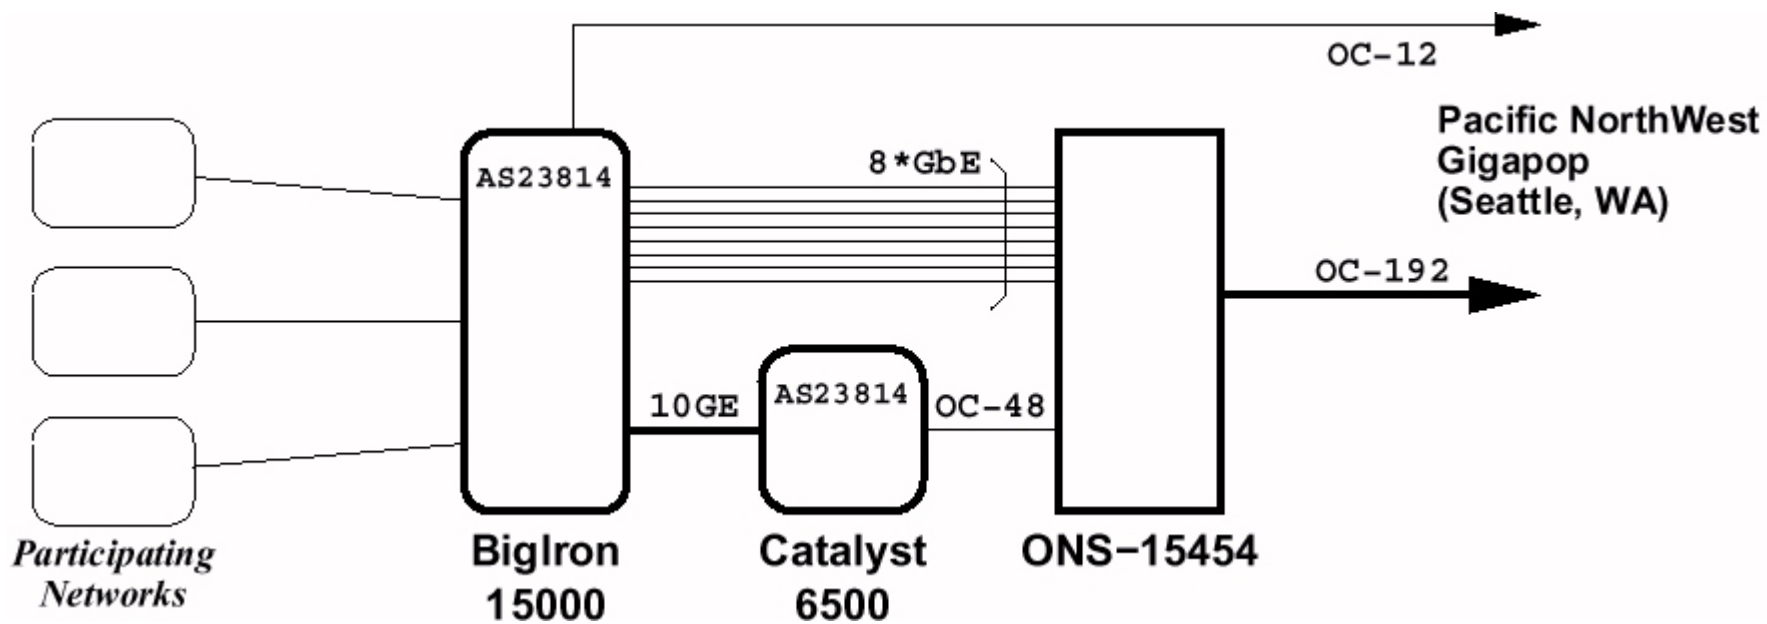 OC-12
Pacific NorthWest
Gigapop
(Seattle, WA)
8*GbE
AS23814
OC-192
10GE
AS23814
OC-48
Participating
Networks
BigIron
15000
Catalyst
6500
ONS-15454